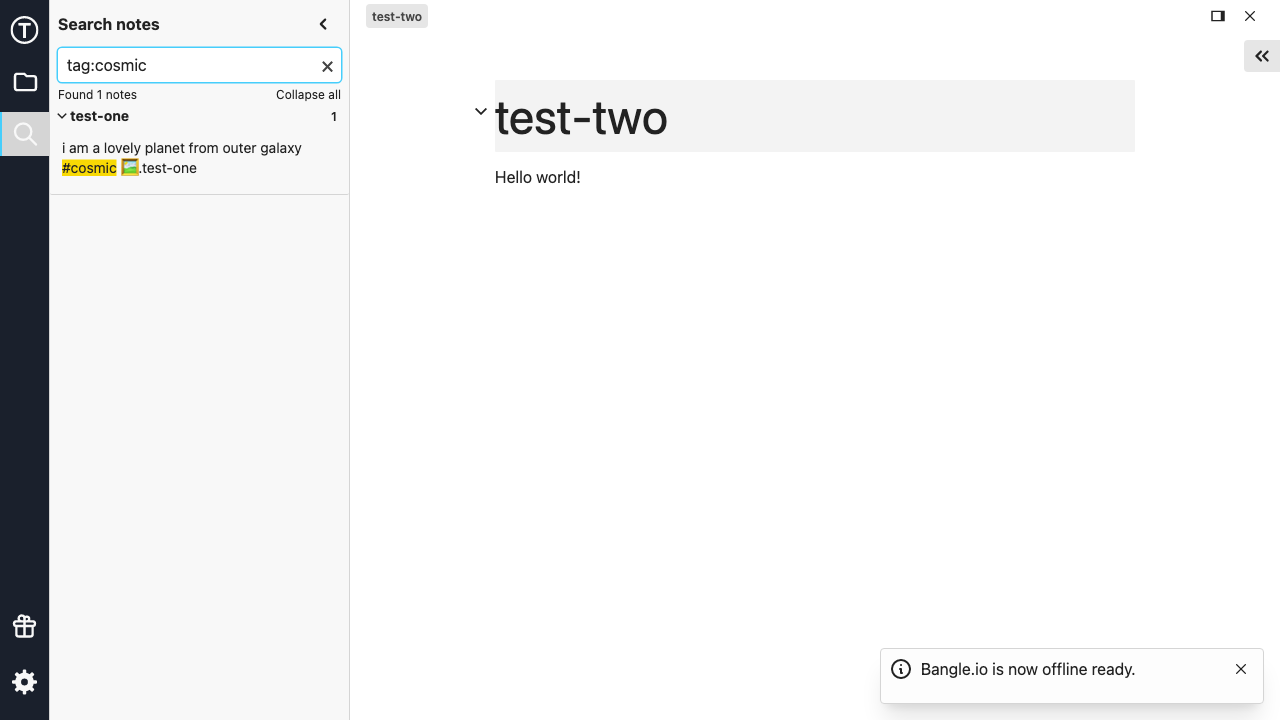 Search notes
tag:cosmic
Found 1 notes
Collapse all
test-one
1
i am a lovely planet from outer galaxy
#cosmic 🖼️.test-one
test-two
test-two
Hello world!
Bangle.io is now offline ready.